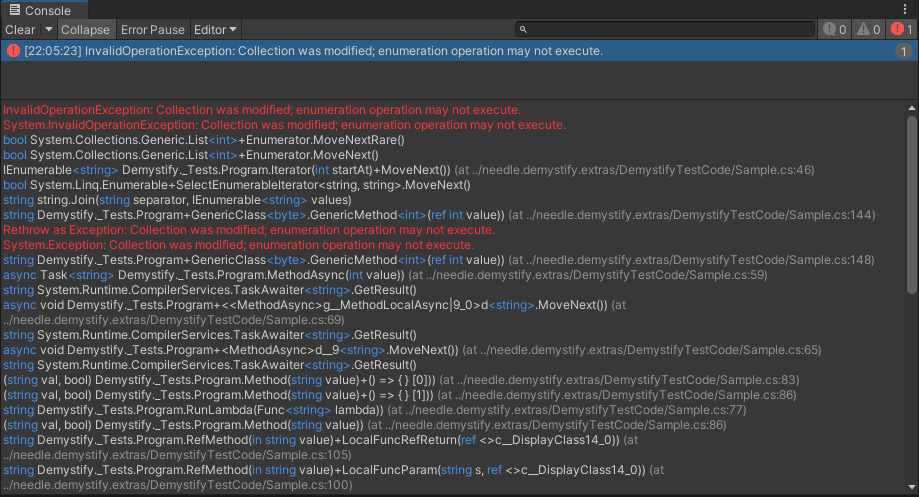 Console
Clear Collapse Error Pause Editor 0 0 1
[22:05:23] InvalidOperationException: Collection was modified; enumeration operation may not execute. 1
InvalidOperationException: Collection was modified; enumeration operation may not execute.
System.InvalidOperationException: Collection was modified; enumeration operation may not execute.
bool System.Collections.Generic.List<int>+Enumerator.MoveNextRare()
bool System.Collections.Generic.List<int>+Enumerator.MoveNext()
IEnumerable<string> Demystify._Tests.Program.Iterator(int startAt)+MoveNext()) (at ../needle.demystify.extras/DemystifyTestCode/Sample.cs:46)
bool System.Linq.Enumerable+SelectEnumerableIterator<string, string>.MoveNext()
string string.Join(string separator, IEnumerable<string> values)
string Demystify._Tests.Program+GenericClass<byte>.GenericMethod<int>(ref int value)) (at ../needle.demystify.extras/DemystifyTestCode/Sample.cs:144)
Rethrow as Exception: Collection was modified; enumeration operation may not execute.
System.Exception: Collection was modified; enumeration operation may not execute.
string Demystify._Tests.Program+GenericClass<byte>.GenericMethod<int>(ref int value)) (at ../needle.demystify.extras/DemystifyTestCode/Sample.cs:148)
async Task<string> Demystify._Tests.Program.MethodAsync(int value)) (at ../needle.demystify.extras/DemystifyTestCode/Sample.cs:59)
string System.Runtime.CompilerServices.TaskAwaiter<string>.GetResult()
async void Demystify._Tests.Program+<<MethodAsync>g__MethodLocalAsync|9_0>d<string>.MoveNext()) (at
../needle.demystify.extras/DemystifyTestCode/Sample.cs:69)
string System.Runtime.CompilerServices.TaskAwaiter<string>.GetResult()
async void Demystify._Tests.Program+<MethodAsync>d__9<string>.MoveNext()) (at ../needle.demystify.extras/DemystifyTestCode/Sample.cs:65)
string System.Runtime.CompilerServices.TaskAwaiter<string>.GetResult()
(string val, bool) Demystify._Tests.Program.Method(string value)+() => { } [0])) (at ../needle.demystify.extras/DemystifyTestCode/Sample.cs:83)
(string val, bool) Demystify._Tests.Program.Method(string value)+() => { } [1])) (at ../needle.demystify.extras/DemystifyTestCode/Sample.cs:86)
string Demystify._Tests.Program.RunLambda(Func<string> lambda)) (at ../needle.demystify.extras/DemystifyTestCode/Sample.cs:77)
(string val, bool) Demystify._Tests.Program.Method(string value)) (at ../needle.demystify.extras/DemystifyTestCode/Sample.cs:86)
string Demystify._Tests.Program.RefMethod(in string value)+LocalFuncRefReturn(ref <>c__DisplayClass14_0)) (at
../needle.demystify.extras/DemystifyTestCode/Sample.cs:105)
string Demystify._Tests.Program.RefMethod(in string value)+LocalFuncParam(string s, ref <>c__DisplayClass14_0)) (at
../needle.demystify.extras/DemystifyTestCode/Sample.cs:100)